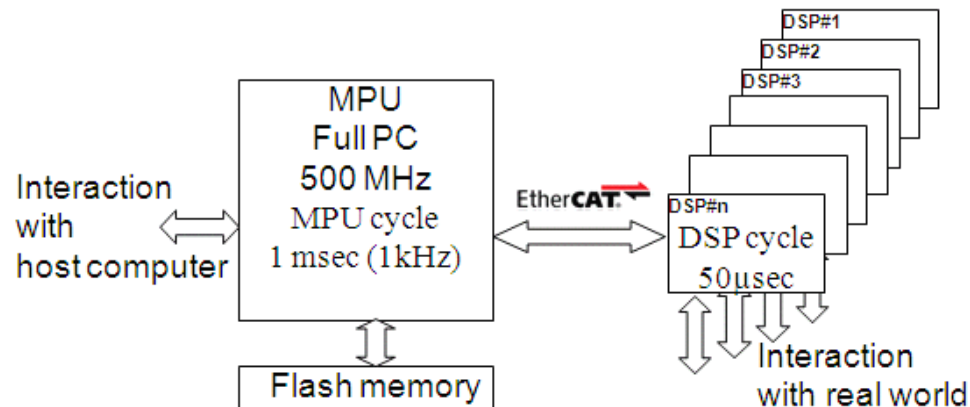 MPU
Full PC
500 MHz
MPU cycle
1 msec (1kHz)
Interaction
with
host computer
Flash memory
EtherCAT.
DSP#1
DSP#2
DSP#3
DSP#n
DSP cycle
50µsec
Interaction
with real world